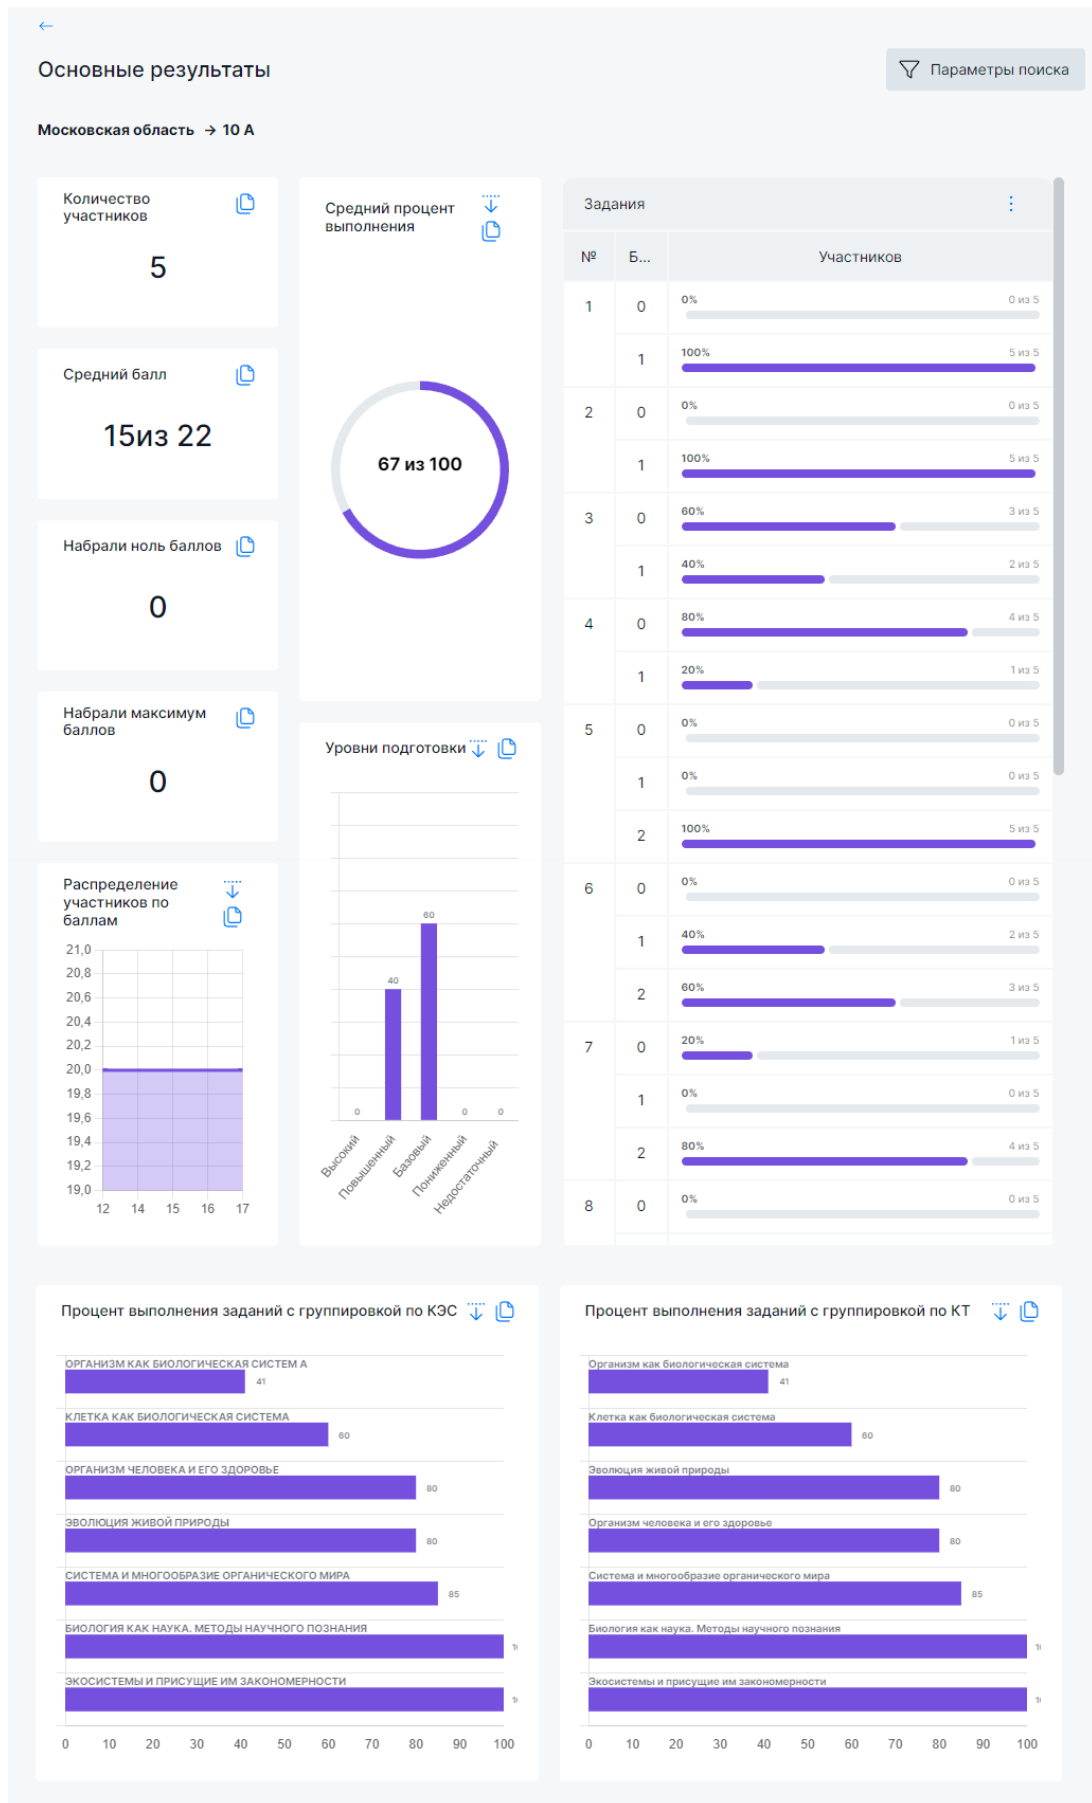 ←
Основные результаты
Параметры поиска
Московская область → 10 А
Количество
участников
5
Средний балл
15из 22
Набрали ноль баллов
0
Набрали максимум
баллов
0
Распределение
участников по
баллам
21,0
20,8
20,6
20,4
20,2
20,0
19,8
19,6
19,4
19,2
19,0
12 14 15 16 17
Средний процент
выполнения
67 из 100
Уровни подготовки
0
40
60
0
0
Высокий
Повышенный
Базовый
Пониженный
Недостаточный
Задания
№ Б... Участников
1 0 0% 0 из 5
1 100% 5 из 5
2 0 0% 0 из 5
1 100% 5 из 5
3 0 60% 3 из 5
1 40% 2 из 5
4 0 80% 4 из 5
1 20% 1 из 5
5 0 0% 0 из 5
1 0% 0 из 5
2 100% 5 из 5
6 0 0% 0 из 5
1 40% 2 из 5
2 60% 3 из 5
7 0 20% 1 из 5
1 0% 0 из 5
2 80% 4 из 5
8 0 0% 0 из 5
Процент выполнения заданий с группировкой по КЭС
ОРГАНИЗМ КАК БИОЛОГИЧЕСКАЯ СИСТЕМ А
41
КЛЕТКА КАК БИОЛОГИЧЕСКАЯ СИСТЕМА
60
ОРГАНИЗМ ЧЕЛОВЕКА И ЕГО ЗДОРОВЬЕ
80
ЭВОЛЮЦИЯ ЖИВОЙ ПРИРОДЫ
80
СИСТЕМА И МНОГООБРАЗИЕ ОРГАНИЧЕСКОГО МИРА
85
БИОЛОГИЯ КАК НАУКА. МЕТОДЫ НАУЧНОГО ПОЗНАНИЯ
ЭКОСИСТЕМЫ И ПРИСУЩИЕ ИМ ЗАКОНОМЕРНОСТИ
0 10 20 30 40 50 60 70 80 90 100
Процент выполнения заданий с группировкой по КТ
Организм как биологическая система
41
Клетка как биологическая система
60
Эволюция живой природы
80
Организм человека и его здоровье
80
Система и многообразие органического мира
85
Биология как наука. Методы научного познания
Экосистемы и присущие им закономерности
0 10 20 30 40 50 60 70 80 90 100